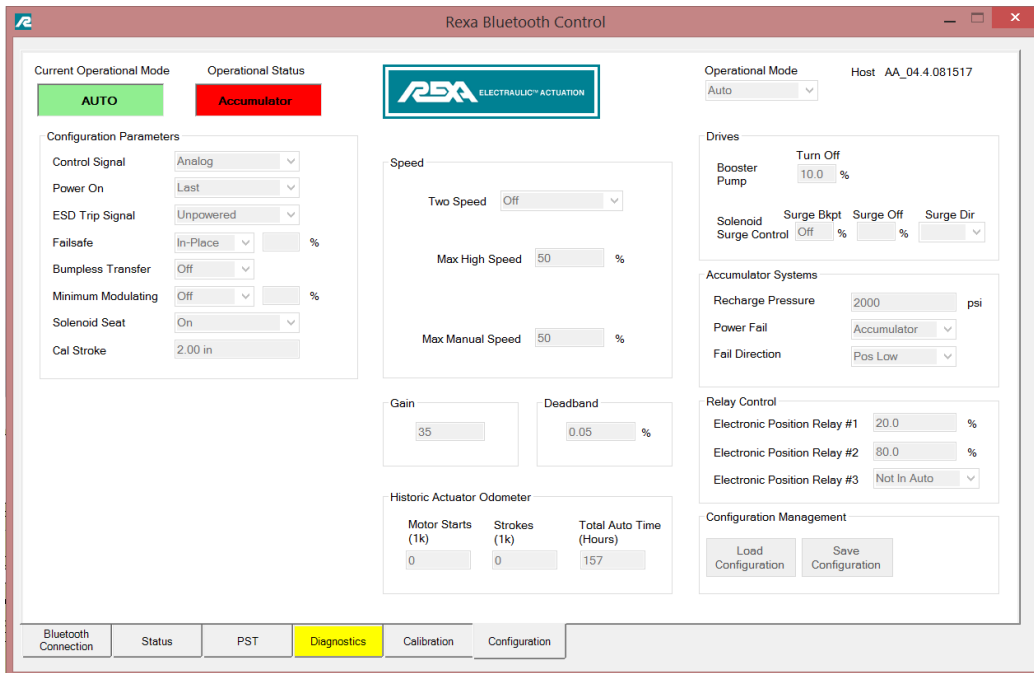 Rexa Bluetooth Control
Current Operational Mode
AUTO
Operational Status
Accumulator
REXA ELECTRAULIC™ ACTUATION
Operational Mode
Auto
Host AA_04.4.081517
Configuration Parameters
Control Signal Analog
Power On Last
ESD Trip Signal Unpowered
Failsafe In-Place %
Bumpless Transfer Off
Minimum Modulating Off %
Solenoid Seat On
Cal Stroke 2.00 in
Speed
Two Speed Off
Max High Speed 50 %
Max Manual Speed 50 %
Gain
35
Deadband
0.05 %
Historic Actuator Odometer
Motor Starts
(1k)
0
Strokes
(1k)
0
Total Auto Time
(Hours)
157
Drives
Turn Off
Booster
Pump
10.0 %
Surge Bkpt Surge Off Surge Dir
Solenoid
Surge Control
Off % %
Accumulator Systems
Recharge Pressure 2000 psi
Power Fail Accumulator
Fail Direction Pos Low
Relay Control
Electronic Position Relay #1 20.0 %
Electronic Position Relay #2 80.0 %
Electronic Position Relay #3 Not In Auto
Configuration Management
Load
Configuration
Save
Configuration
Bluetooth
Connection
Status
PST
Diagnostics
Calibration
Configuration